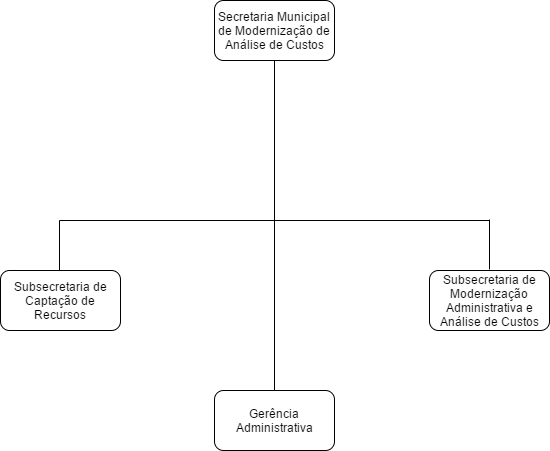 Secretaria Municipal
de Modernização de
Análise de Custos
Subsecretaria de
Captação de
Recursos
Subsecretaria de
Modernização
Administrativa e
Análise de Custos
Gerência
Administrativa